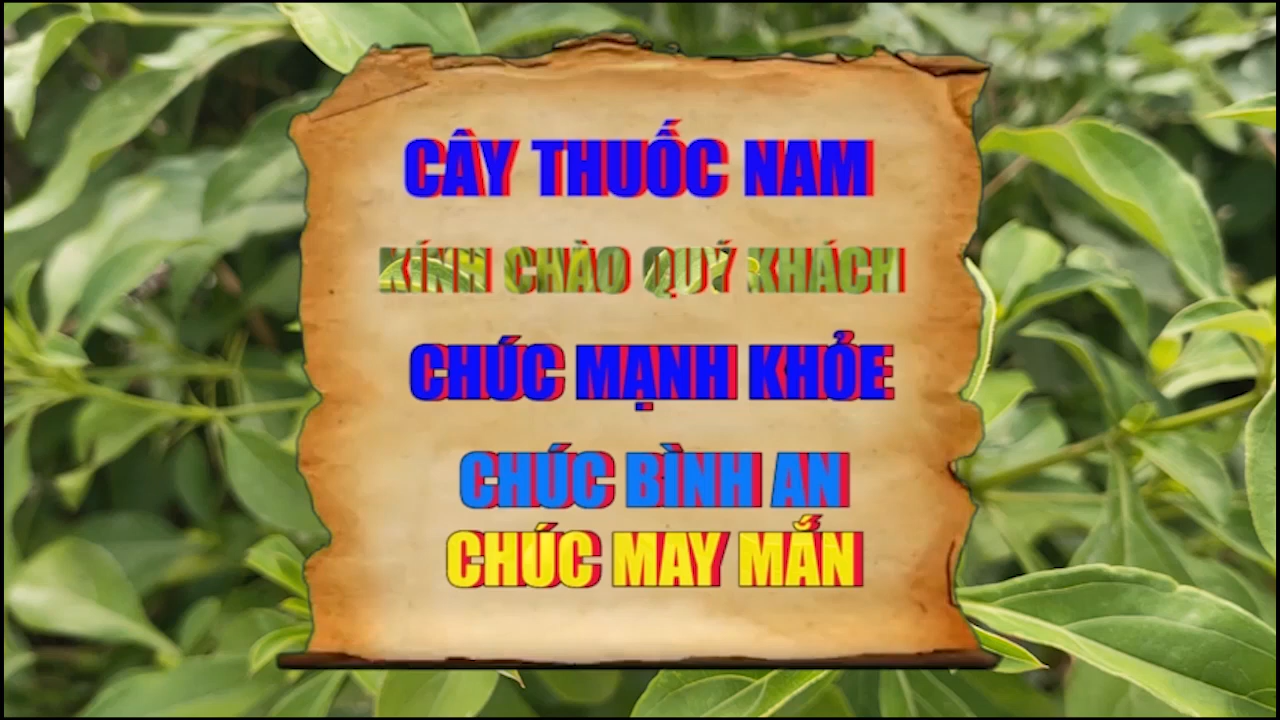 CÂY THUỐC NAM
KÍNH CHÀO QUÝ KHÁCH
CHÚC MẠNH KHỎE
CHÚC BÌNH AN
CHÚC MAY MẮN